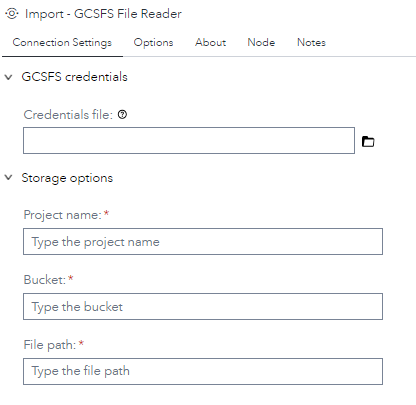 Import - GCSFS File Reader
Connection Settings Options About Node Notes
GCSFS credentials
Credentials file: ?
Storage options
Project name: *
Type the project name
Bucket: *
Type the bucket
File path: *
Type the file path